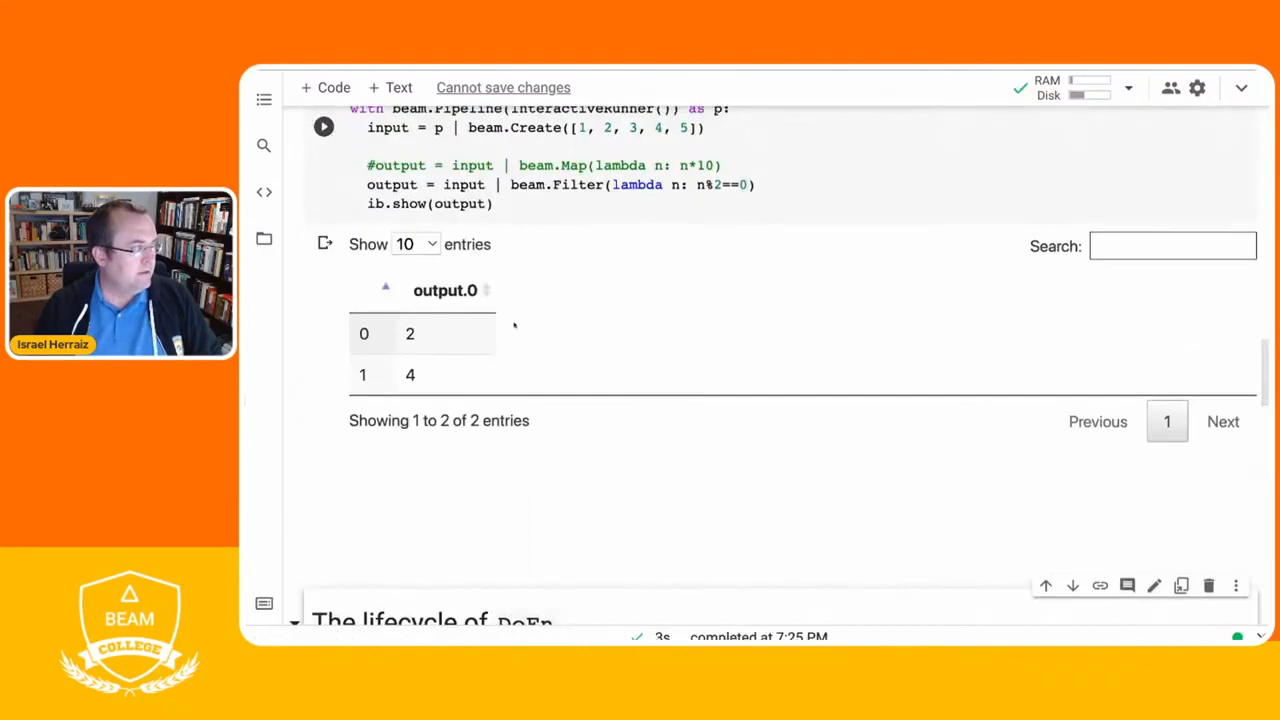 + Code + Text Cannot save changes RAM
Disk
with beam.Pipeline(InteractiveRunner()) as p:
input = p | beam.Create([1, 2, 3, 4, 5])
#output = input | beam.Map(lambda n: n*10)
output = input | beam.Filter(lambda n: n%2==0)
ib.show(output)
Show 10 entries Search:
output.0
0 2
1 4
Showing 1 to 2 of 2 entries Previous 1 Next
The lifecycle of DoFn
3s completed at 7:25 PM
Israel Herraiz
BEAM
COLLEGE